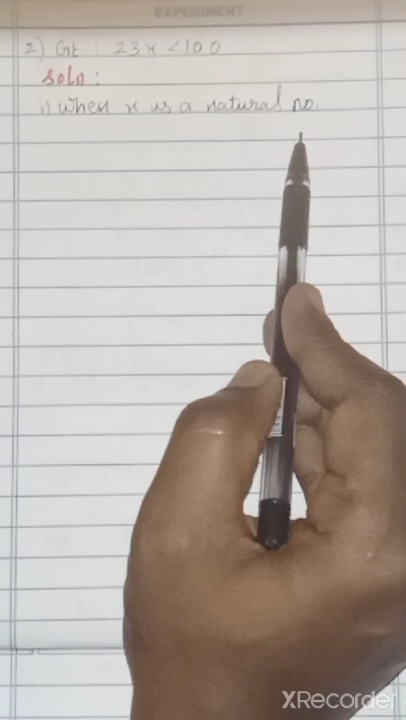 EXPERIMENT
2) Gt : 23x < 100
soln :
i) When x is a natural no.
XRecorder